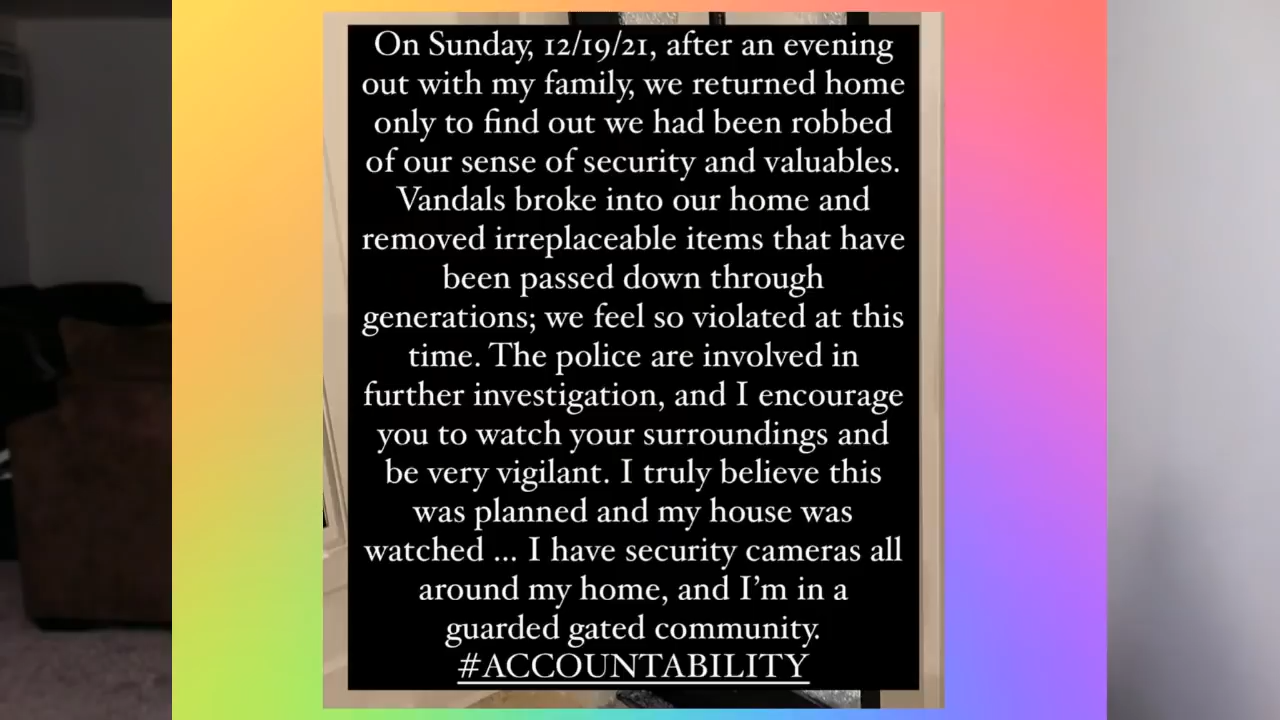 On Sunday, 12/19/21, after an evening
out with my family, we returned home
only to find out we had been robbed
of our sense of security and valuables.
Vandals broke into our home and
removed irreplaceable items that have
been passed down through
generations; we feel so violated at this
time. The police are involved in
further investigation, and I encourage
you to watch your surroundings and
be very vigilant. I truly believe this
was planned and my house was
watched ... I have security cameras all
around my home, and I'm in a
guarded gated community.
#ACCOUNTABILITY